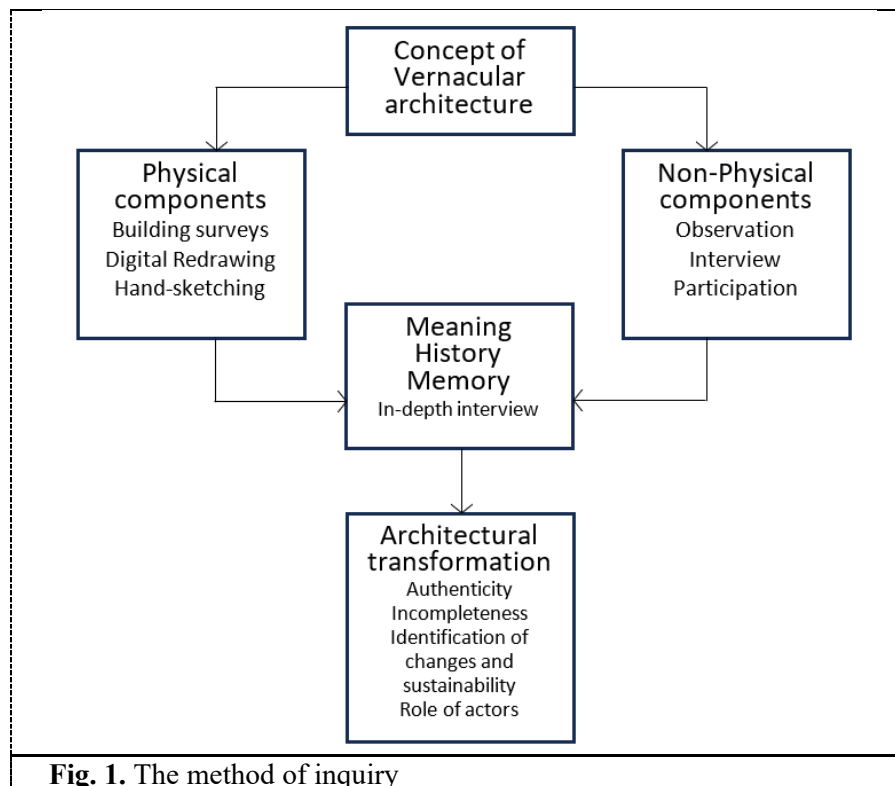 Concept of
Vernacular
architecture
Physical
components
Building surveys
Digital Redrawing
Hand-sketching
Non-Physical
components
Observation
Interview
Participation
Meaning
History
Memory
In-depth interview
Architectural
transformation
Authenticity
Incompleteness
Identification of
changes and
sustainability
Role of actors
Fig. 1. The method of inquiry